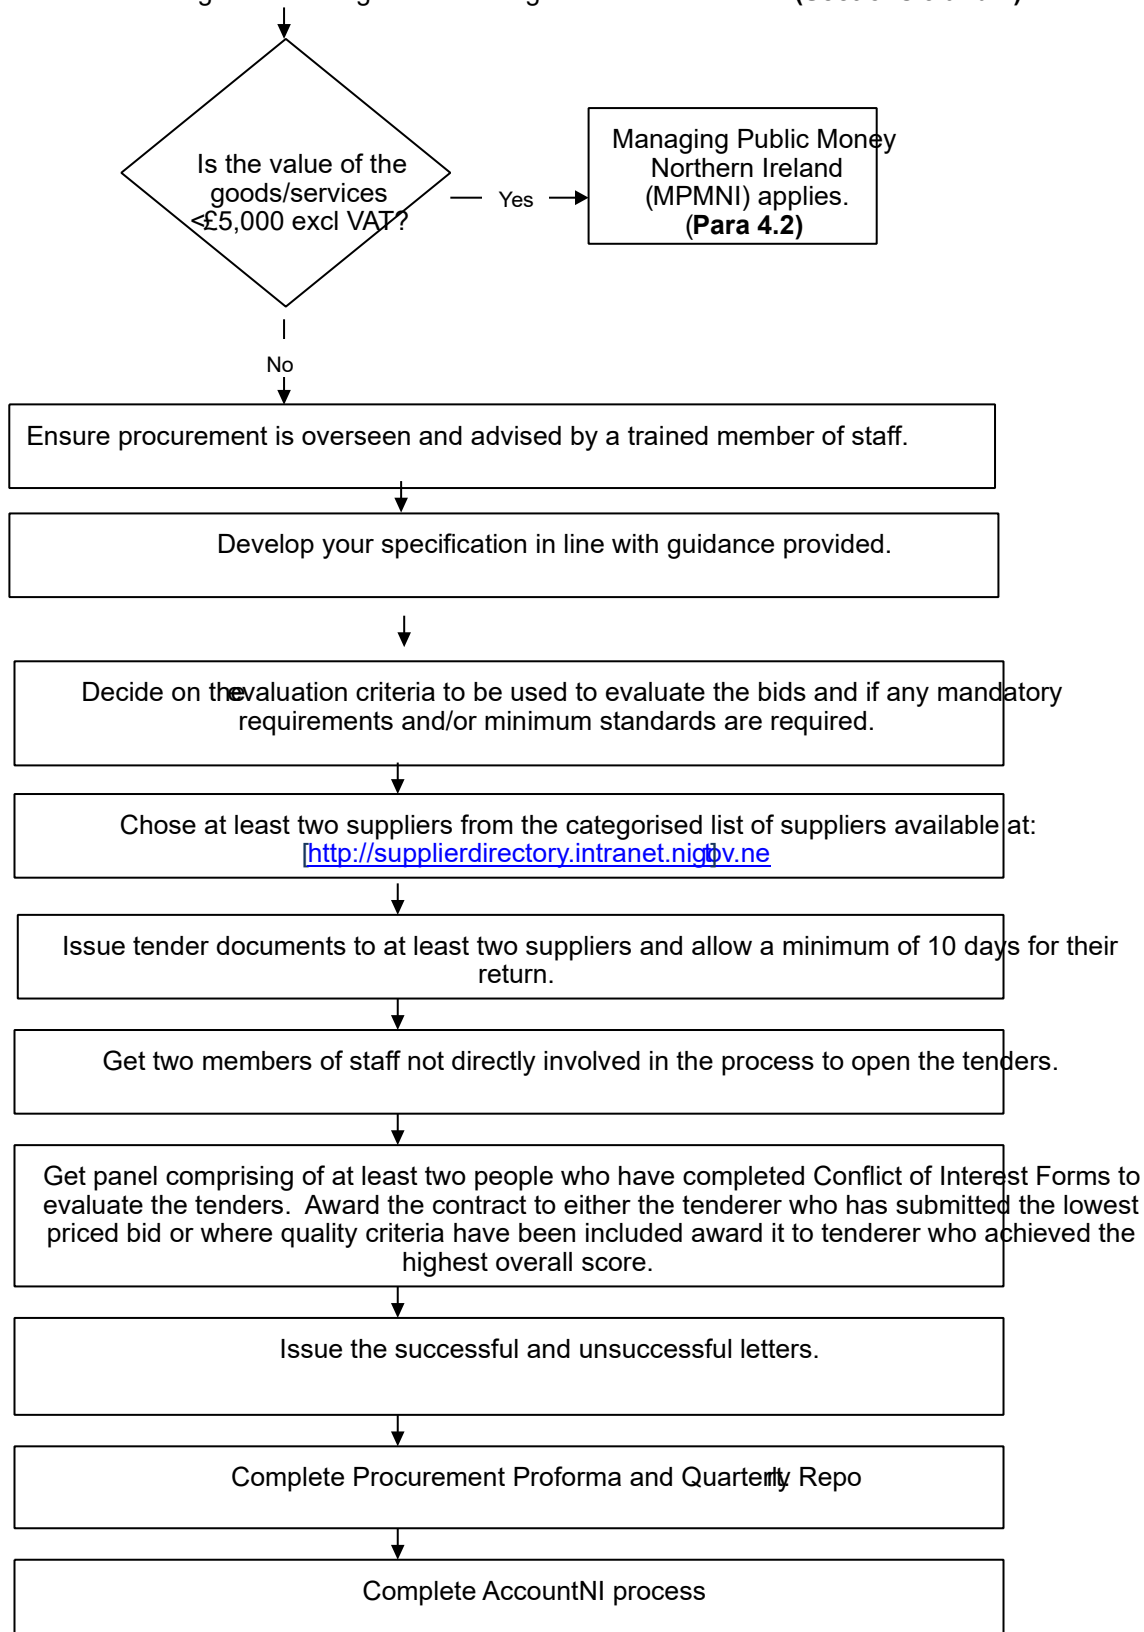 Is the value of the
goods/services
<£5,000 excl VAT?
Yes
Managing Public Money
Northern Ireland
(MPMNI) applies.
(Para 4.2)
No
Ensure procurement is overseen and advised by a trained member of staff.
Develop your specification in line with guidance provided.
Decide on the evaluation criteria to be used to evaluate the bids and if any mandatory
requirements and/or minimum standards are required.
Chose at least two suppliers from the categorised list of suppliers available at:
[http://supplierdirectory.intranet.nigov.net]
Issue tender documents to at least two suppliers and allow a minimum of 10 days for their
return.
Get two members of staff not directly involved in the process to open the tenders.
Get panel comprising of at least two people who have completed Conflict of Interest Forms to
evaluate the tenders.  Award the contract to either the tenderer who has submitted the lowest
priced bid or where quality criteria have been included award it to tenderer who achieved the
highest overall score.
Issue the successful and unsuccessful letters.
Complete Procurement Proforma and Quarterly Report.
Complete AccountNI process